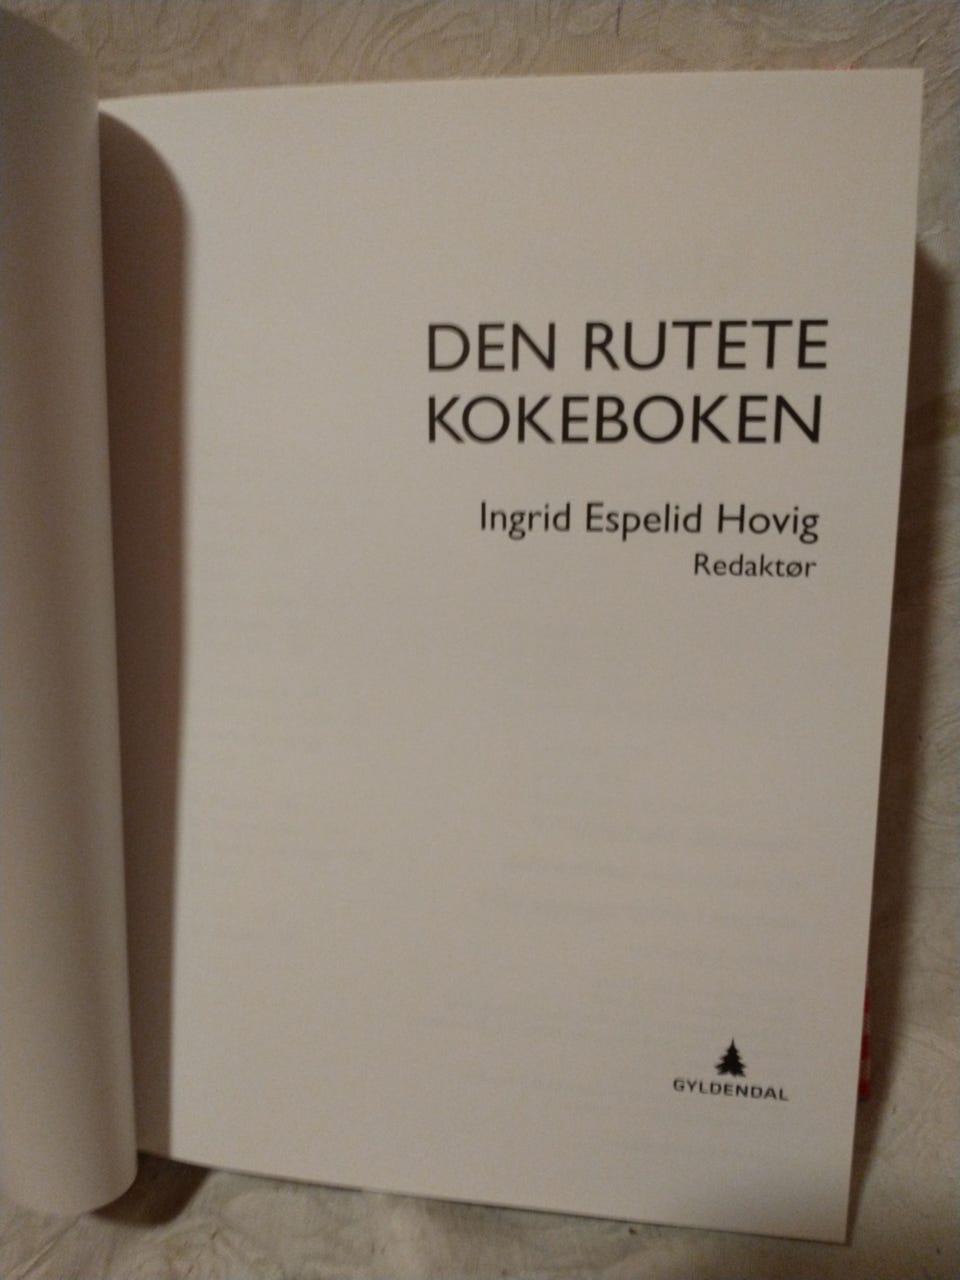 DEN RUTETE
KOKEBOKEN
Ingrid Espelid Hovig
Redaktør
GYLDENDAL